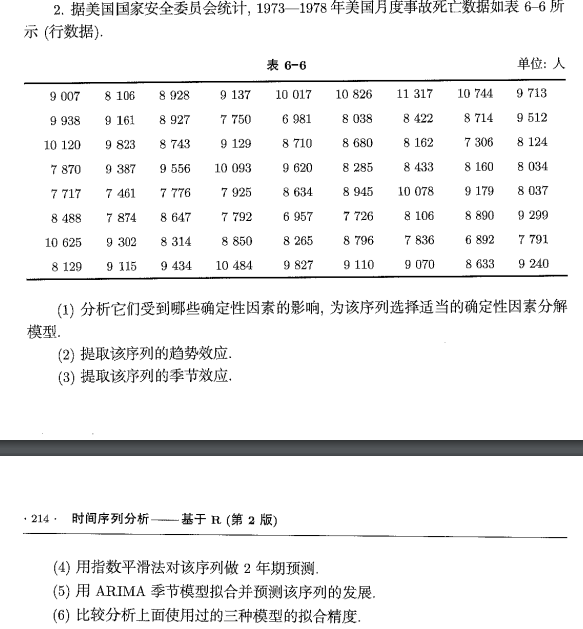 2. 据美国国家安全委员会统计, 1973—1978 年美国月度事故死亡数据如表 6–6 所
示 (行数据).
表 6–6 单位: 人
9 007 8 106 8 928 9 137 10 017 10 826 11 317 10 744 9 713
9 938 9 161 8 927 7 750 6 981 8 038 8 422 8 714 9 512
10 120 9 823 8 743 9 129 8 710 8 680 8 162 7 306 8 124
7 870 9 387 9 556 10 093 9 620 8 285 8 433 8 160 8 034
7 717 7 461 7 776 7 925 8 634 8 945 10 078 9 179 8 037
8 488 7 874 8 647 7 792 6 957 7 726 8 106 8 890 9 299
10 625 9 302 8 314 8 850 8 265 8 796 7 836 6 892 7 791
8 129 9 115 9 434 10 484 9 827 9 110 9 070 8 633 9 240
(1) 分析它们受到哪些确定性因素的影响, 为该序列选择适当的确定性因素分解
模型.
(2) 提取该序列的趋势效应.
(3) 提取该序列的季节效应.
· 214 · 时间序列分析——基于 R (第 2 版)
(4) 用指数平滑法对该序列做 2 年期预测.
(5) 用 ARIMA 季节模型拟合并预测该序列的发展.
(6) 比较分析上面使用过的三种模型的拟合精度.